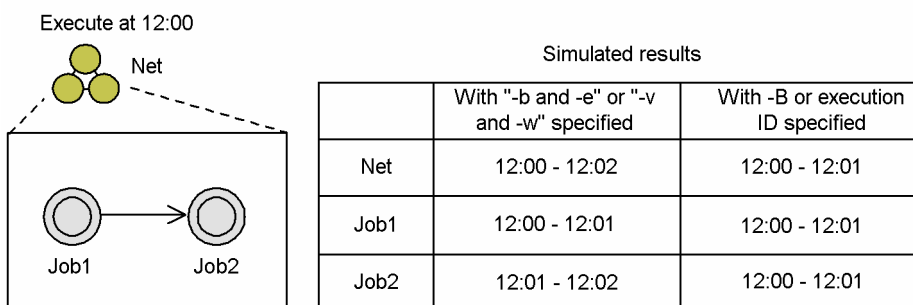 Execute at 12:00
Net
Job1
Job2
Simulated results
With "-b and -e" or "-v
and -w" specified
With -B or execution
ID specified
Net
12:00 - 12:02
12:00 - 12:01
Job1
12:00 - 12:01
12:00 - 12:01
Job2
12:01 - 12:02
12:00 - 12:01